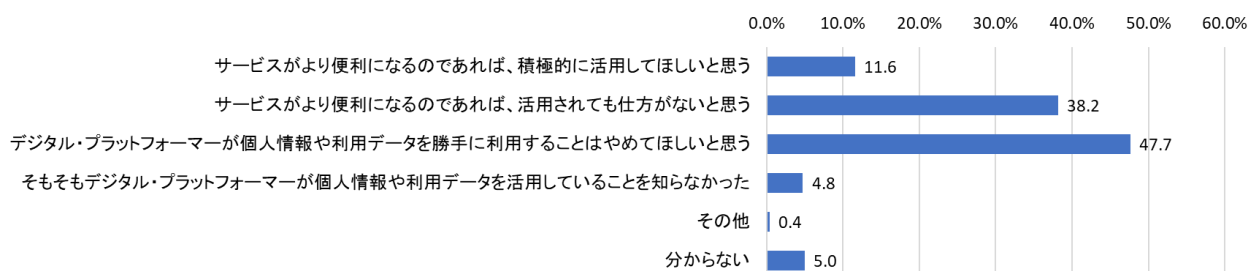 0.0% 10.0% 20.0% 30.0% 40.0% 50.0% 60.0%
サービスがより便利になるのであれば、積極的に活用してほしいと思う 11.6
サービスがより便利になるのであれば、活用されても仕方がないと思う 38.2
デジタル・プラットフォーマーが個人情報や利用データを勝手に利用することはやめてほしいと思う 47.7
そもそもデジタル・プラットフォーマーが個人情報や利用データを活用していることを知らなかった 4.8
その他 0.4
分からない 5.0